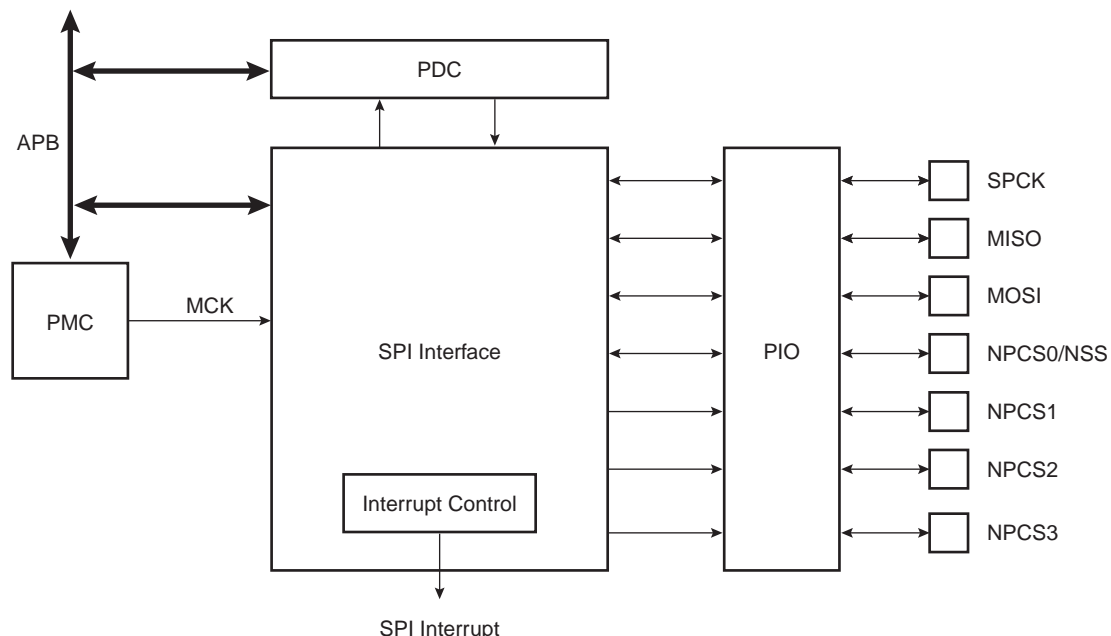 PDC
APB
SPCK
MISO
MCK
MOSI
PMC
SPI Interface
PIO
NPCS0/NSS
NPCS1
NPCS2
Interrupt Control
NPCS3
SPI Interrupt